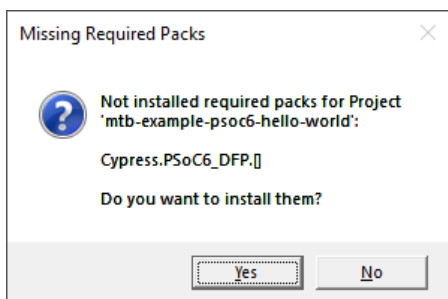 Missing Required Packs
Not installed required packs for Project
'mtb-example-psoc6-hello-world':
Cypress.PSoC6_DFP.[]
Do you want to install them?
Yes
No